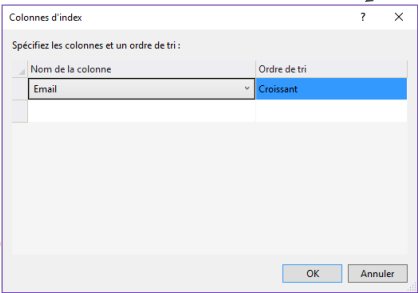 Colonnes d'index ? ×
Spécifiez les colonnes et un ordre de tri :
Nom de la colonne Ordre de tri
Email Croissant
OK Annuler